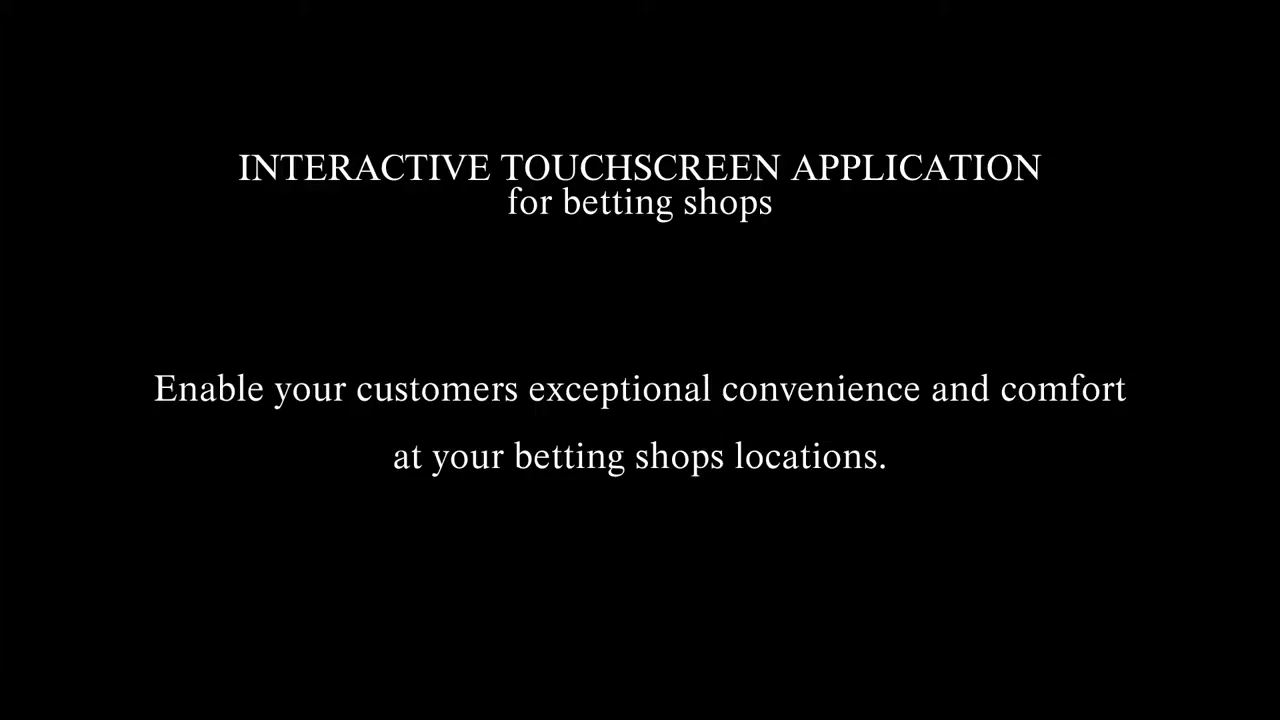 INTERACTIVE TOUCHSCREEN APPLICATION
for betting shops
Enable your customers exceptional convenience and comfort
at your betting shops locations.